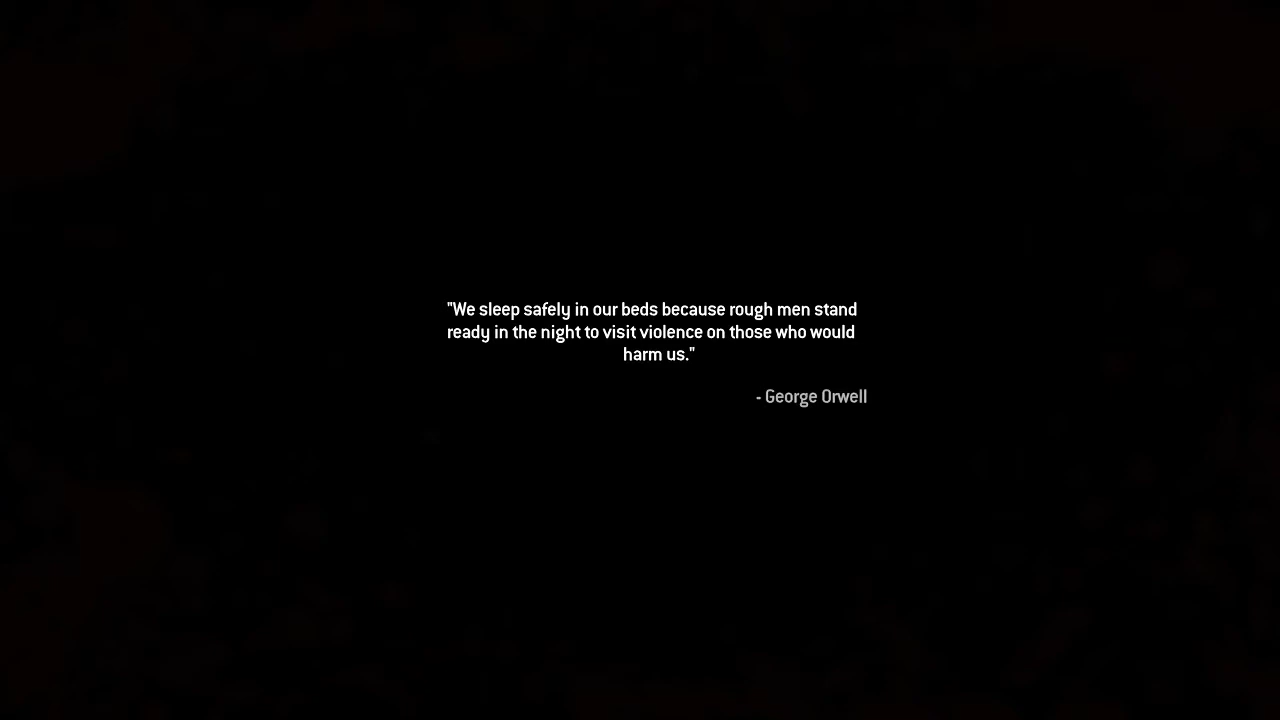 "We sleep safely in our beds because rough men stand
ready in the night to visit violence on those who would
harm us."
- George Orwell